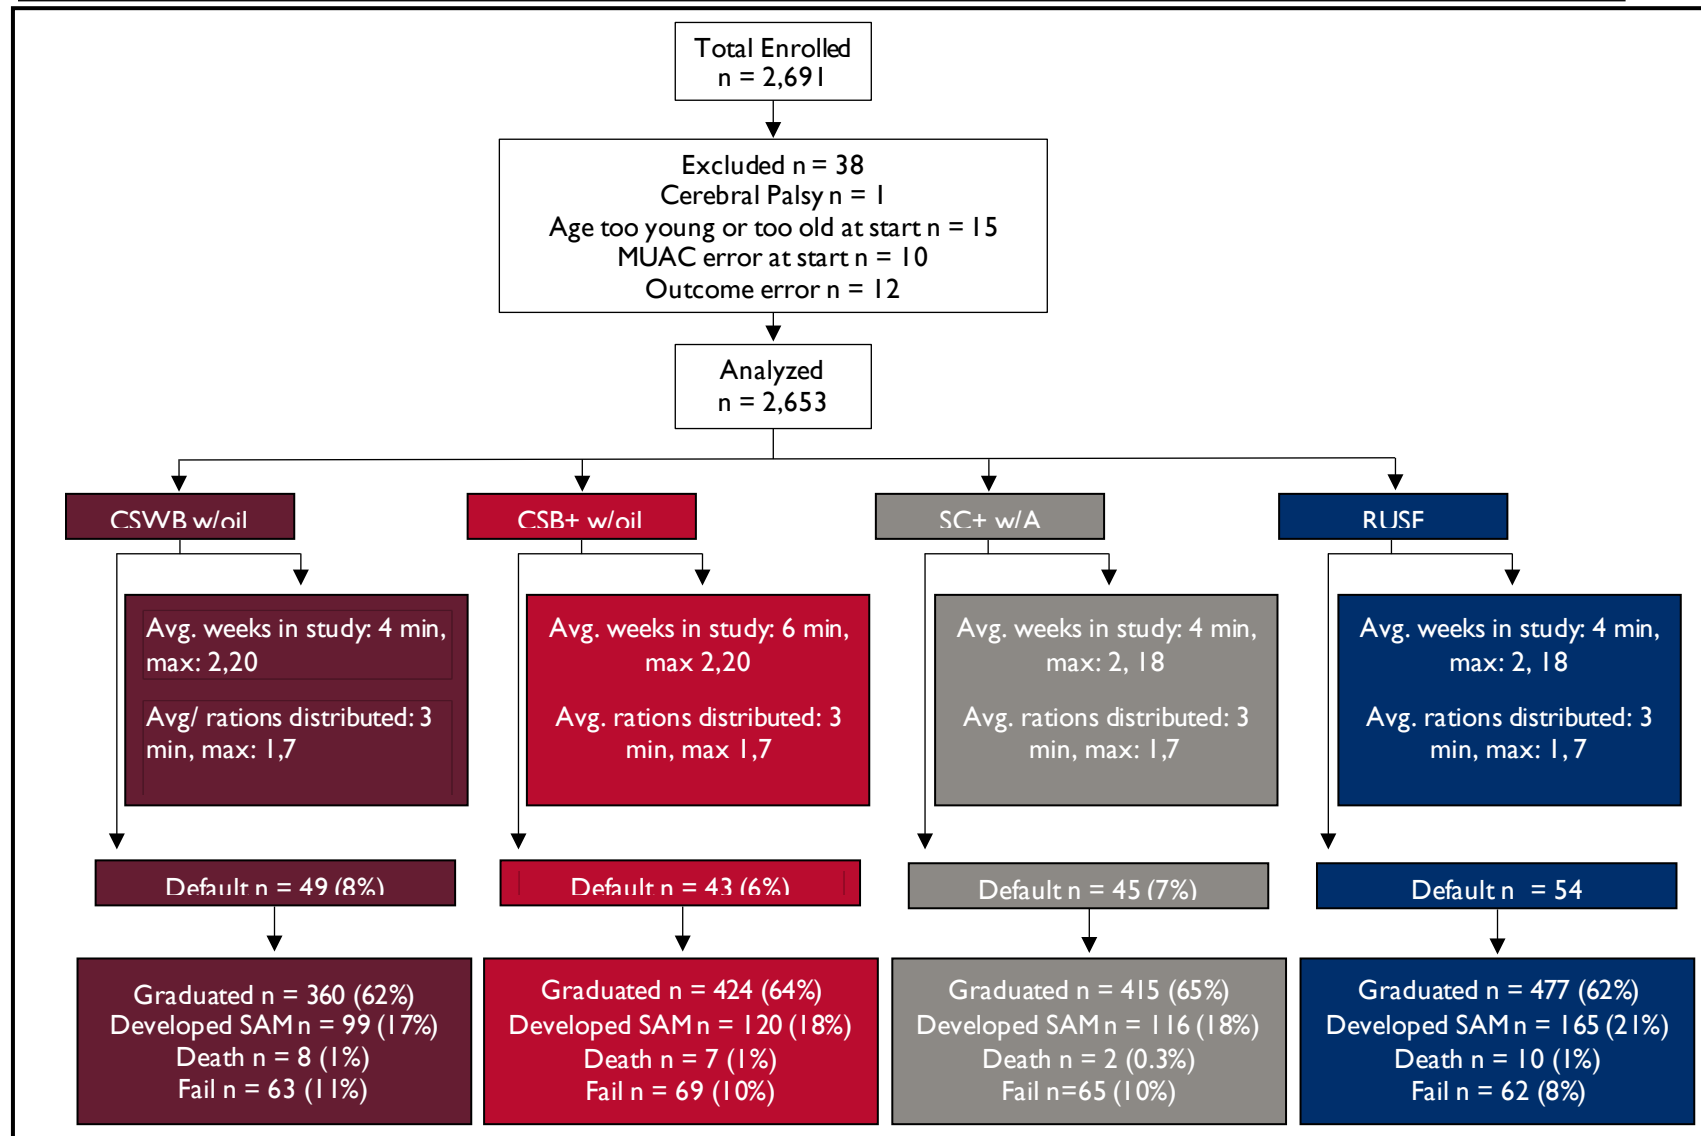 Total Enrolled
n = 2,691
Excluded n = 38
Cerebral Palsy n = 1
Age too young or too old at start n = 15
MUAC error at start n = 10
Outcome error n = 12
Analyzed
n = 2,653
CSWB w/oil
CSB+ w/oil
SC+ w/A
RUSF
Avg. weeks in study: 4 min,
max: 2,20
Avg/ rations distributed: 3
min, max: 1,7
Avg. weeks in study: 6 min,
max 2,20
Avg. rations distributed: 3
min, max 1,7
Avg. weeks in study: 4 min,
max: 2, 18
Avg. rations distributed: 3
min, max: 1,7
Avg. weeks in study: 4 min,
max: 2, 18
Avg. rations distributed: 3
min, max: 1, 7
Default n = 49 (8%)
Default n = 43 (6%)
Default n = 45 (7%)
Default n = 54
Graduated n = 360 (62%)
Developed SAM n = 99 (17%)
Death n = 8 (1%)
Fail n = 63 (11%)
Graduated n = 424 (64%)
Developed SAM n = 120 (18%)
Death n = 7 (1%)
Fail n = 69 (10%)
Graduated n = 415 (65%)
Developed SAM n = 116 (18%)
Death n = 2 (0.3%)
Fail n=65 (10%)
Graduated n = 477 (62%)
Developed SAM n = 165 (21%)
Death n = 10 (1%)
Fail n = 62 (8%)